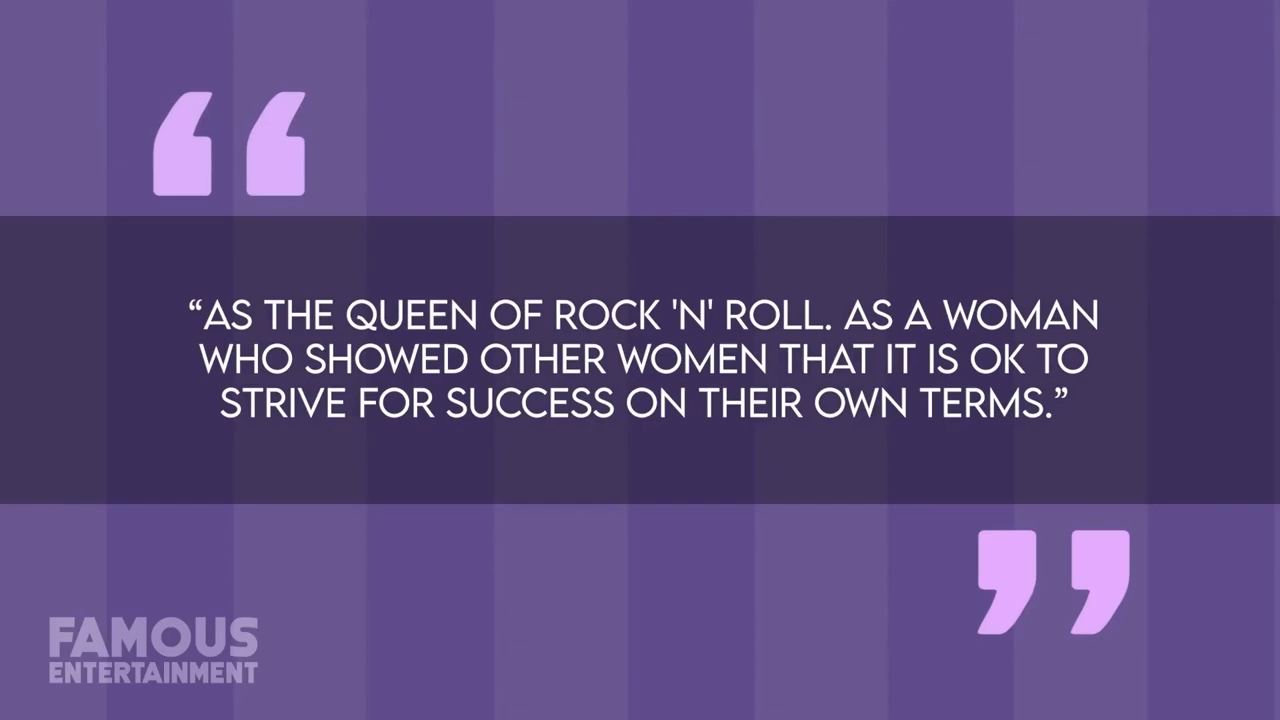 “AS THE QUEEN OF ROCK 'N' ROLL. AS A WOMAN
WHO SHOWED OTHER WOMEN THAT IT IS OK TO
STRIVE FOR SUCCESS ON THEIR OWN TERMS.”
FAMOUS
ENTERTAINMENT